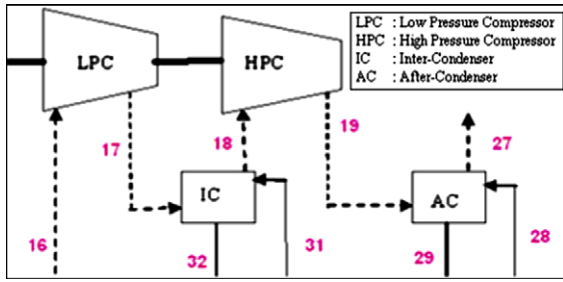 LPC : Low Pressure Compressor
HPC : High Pressure Compressor
IC : Inter-Condenser
AC : After-Condenser
LPC
HPC
17
18
19
27
IC
AC
16
32
31
29
28